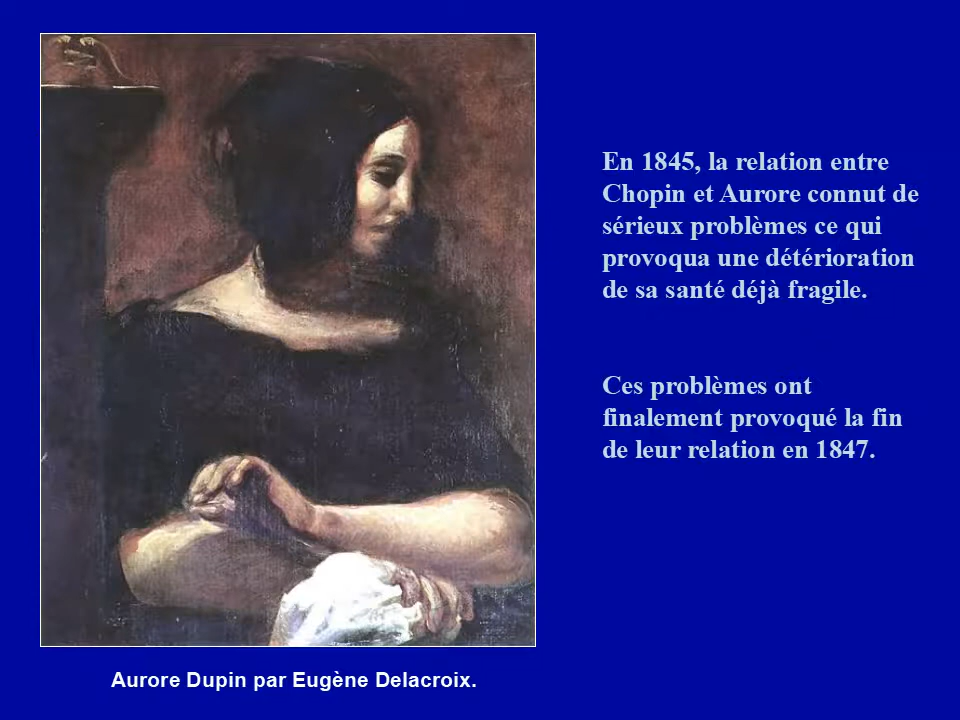 En 1845, la relation entre
Chopin et Aurore connut de
sérieux problèmes ce qui
provoqua une détérioration
de sa santé déjà fragile.
Ces problèmes ont
finalement provoqué la fin
de leur relation en 1847.
Aurore Dupin par Eugène Delacroix.